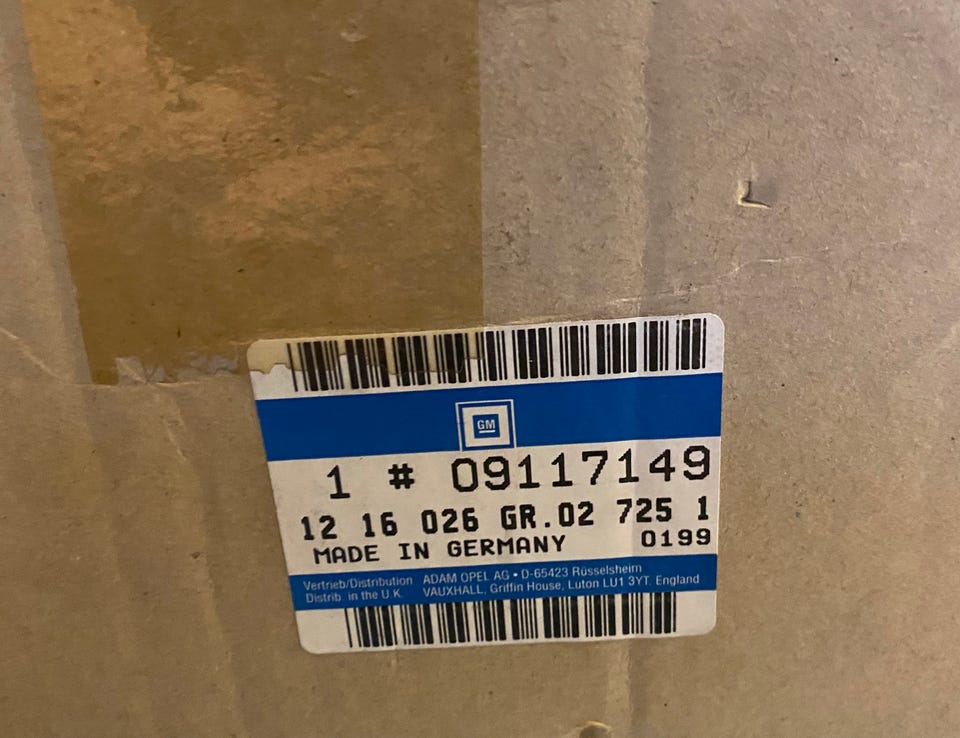 GM
1 # 09117149
12 16 026 GR.02 725 1
MADE IN GERMANY 0199
Vertrieb/Distribution ADAM OPEL AG • D-65423 Rüsselsheim
Distrib. in the U.K. VAUXHALL, Griffin House, Luton LU1 3YT. England